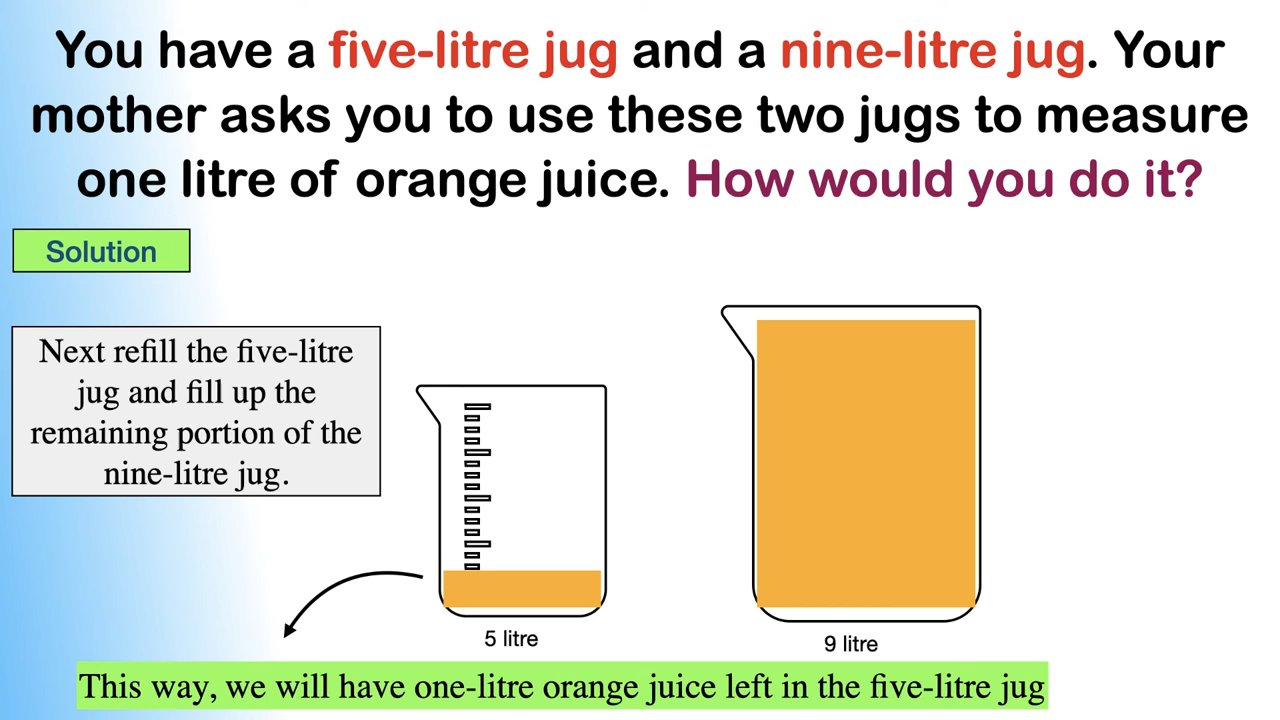 You have a five-litre jug and a nine-litre jug. Your
mother asks you to use these two jugs to measure
one litre of orange juice. How would you do it?
Solution
Next refill the five-litre
jug and fill up the
remaining portion of the
nine-litre jug.
5 litre
9 litre
This way, we will have one-litre orange juice left in the five-litre jug